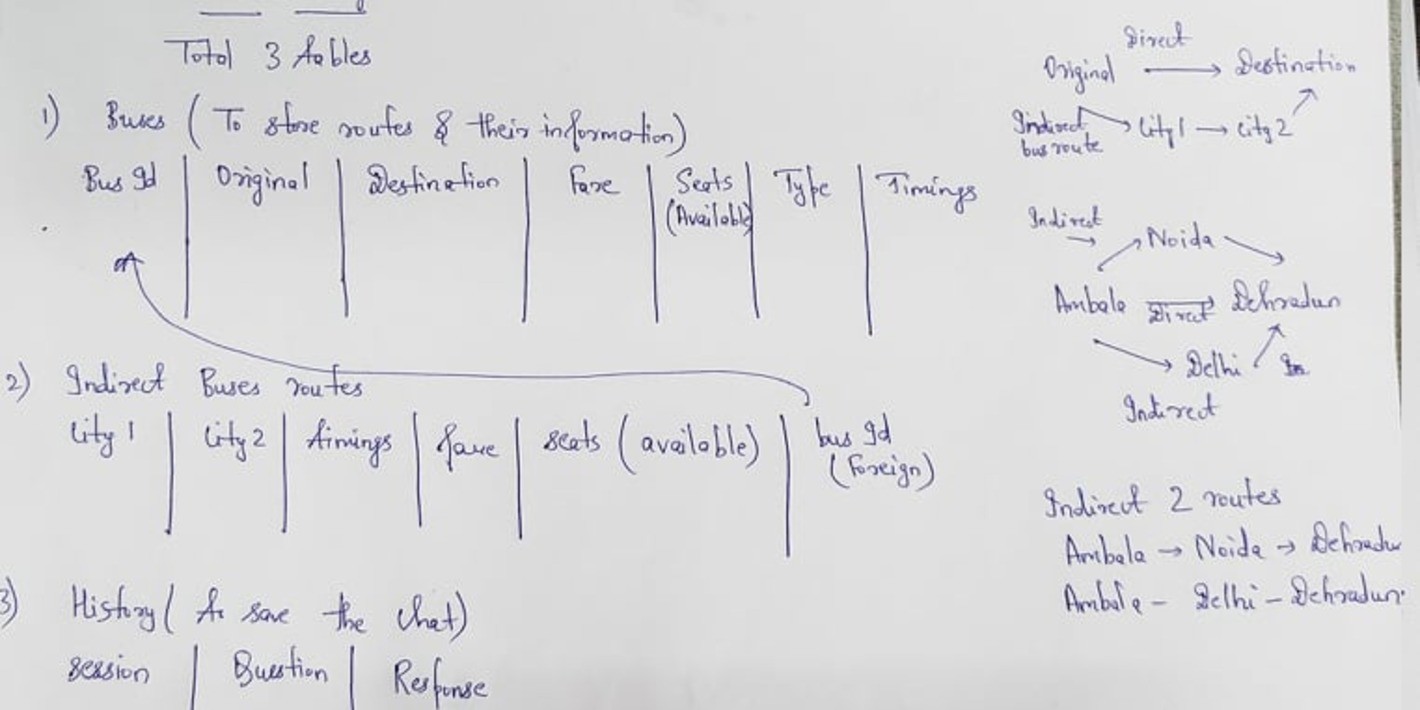 Total 3 tables
1) Buses ( To store routes & their information)
Bus Id | Original | Destination | Fare | Seats (Available) | Type | Timings
2) Indirect Buses routes
City 1 | City 2 | timings | fare | seats (available) | bus Id (Foreign)
3) History ( to save the chat)
session | Question | Response
Direct
Original → Destination
Indirect bus route → City 1 → city 2
Indirect
→ Noida
Ambala Direct Dehradun
→ Delhi
Indirect
Indirect 2 routes
Ambala → Noida → Dehradu
Ambala - Delhi - Dehradun.